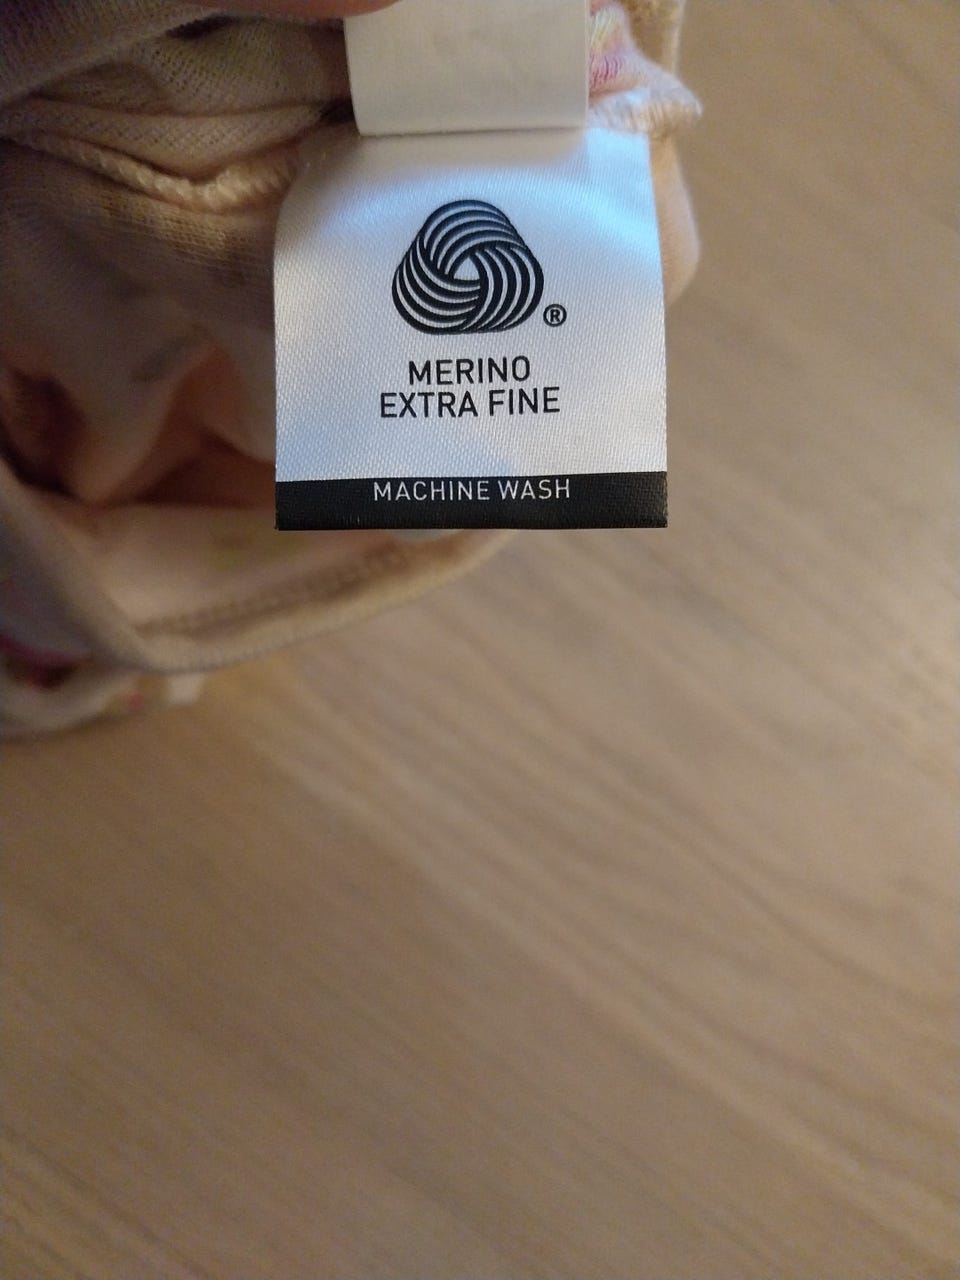 ®
MERINO
EXTRA FINE
MACHINE WASH